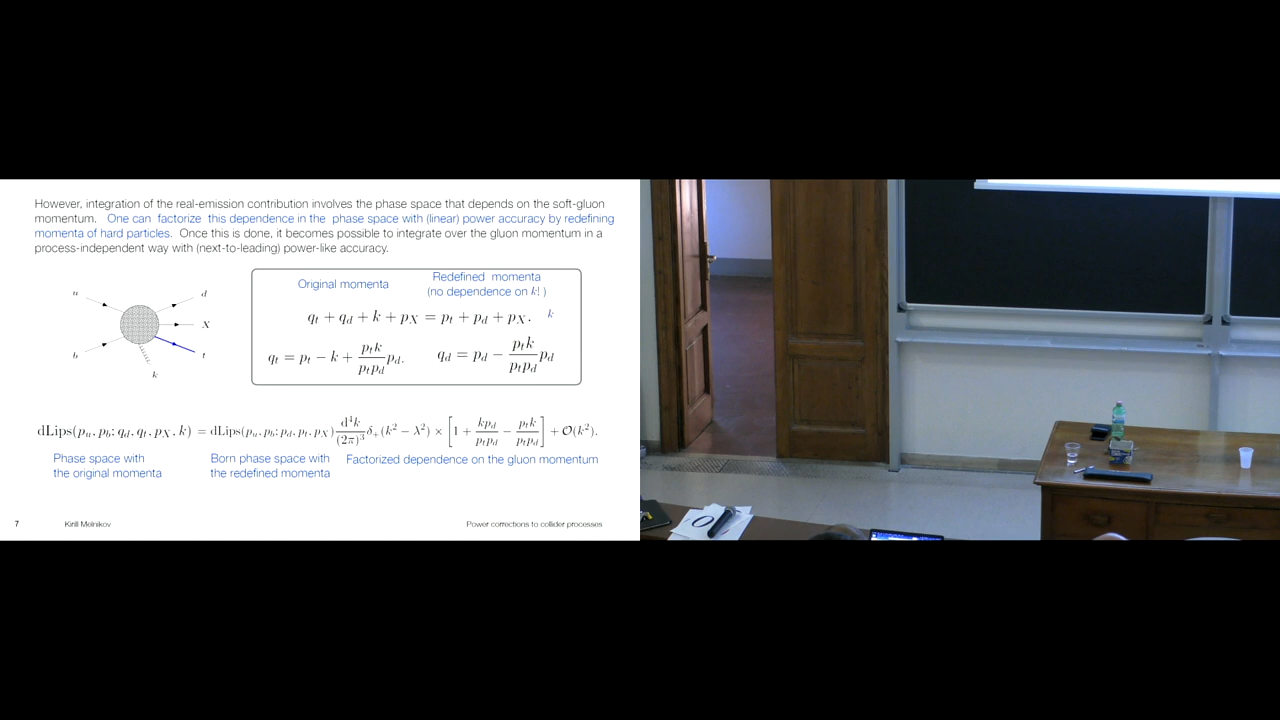 However, integration of the real-emission contribution involves the phase space that depends on the soft-gluon
momentum. One can factorize this dependence in the phase space with (linear) power accuracy by redefining
momenta of hard particles. Once this is done, it becomes possible to integrate over the gluon momentum in a
process-independent way with (next-to-leading) power-like accuracy.
u
d
X
b
t
k
Original momenta
Redefined momenta
(no dependence on k! )
q_t + q_d + k + p_X = p_t + p_d + p_X. k
q_t = p_t − k + \frac{p_t k}{p_t p_d} p_d. q_d = p_d − \frac{p_t k}{p_t p_d} p_d
dLips(p_u, p_b; q_d, q_t, p_X, k) = dLips(p_u, p_b; p_d, p_t, p_X) \frac{d^4 k}{(2π)^3} δ_+(k^2 − λ^2) × [1 + \frac{k p_d}{p_t p_d} − \frac{p_t k}{p_t p_d}] + O(k^2).
Phase space with
the original momenta
Born phase space with
the redefined momenta
Factorized dependence on the gluon momentum
7 Kirill Melnikov Power corrections to collider processes